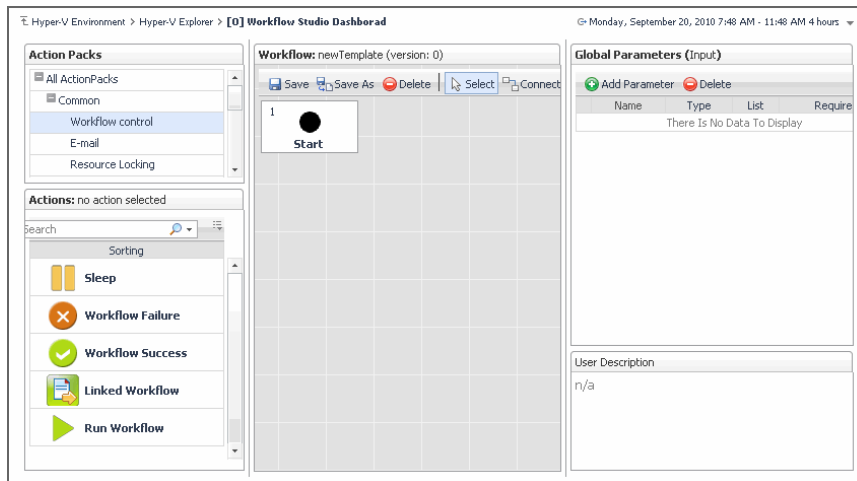 Hyper-V Environment > Hyper-V Explorer > [0] Workflow Studio Dashborad
Monday, September 20, 2010 7:48 AM - 11:48 AM 4 hours
Action Packs
All ActionPacks
Common
Workflow control
E-mail
Resource Locking
Actions: no action selected
Search
Sorting
Sleep
Workflow Failure
Workflow Success
Linked Workflow
Run Workflow
Workflow: newTemplate (version: 0)
Save Save As Delete Select Connect
1
Start
Global Parameters (Input)
Add Parameter Delete
Name Type List Require
There Is No Data To Display
User Description
n/a